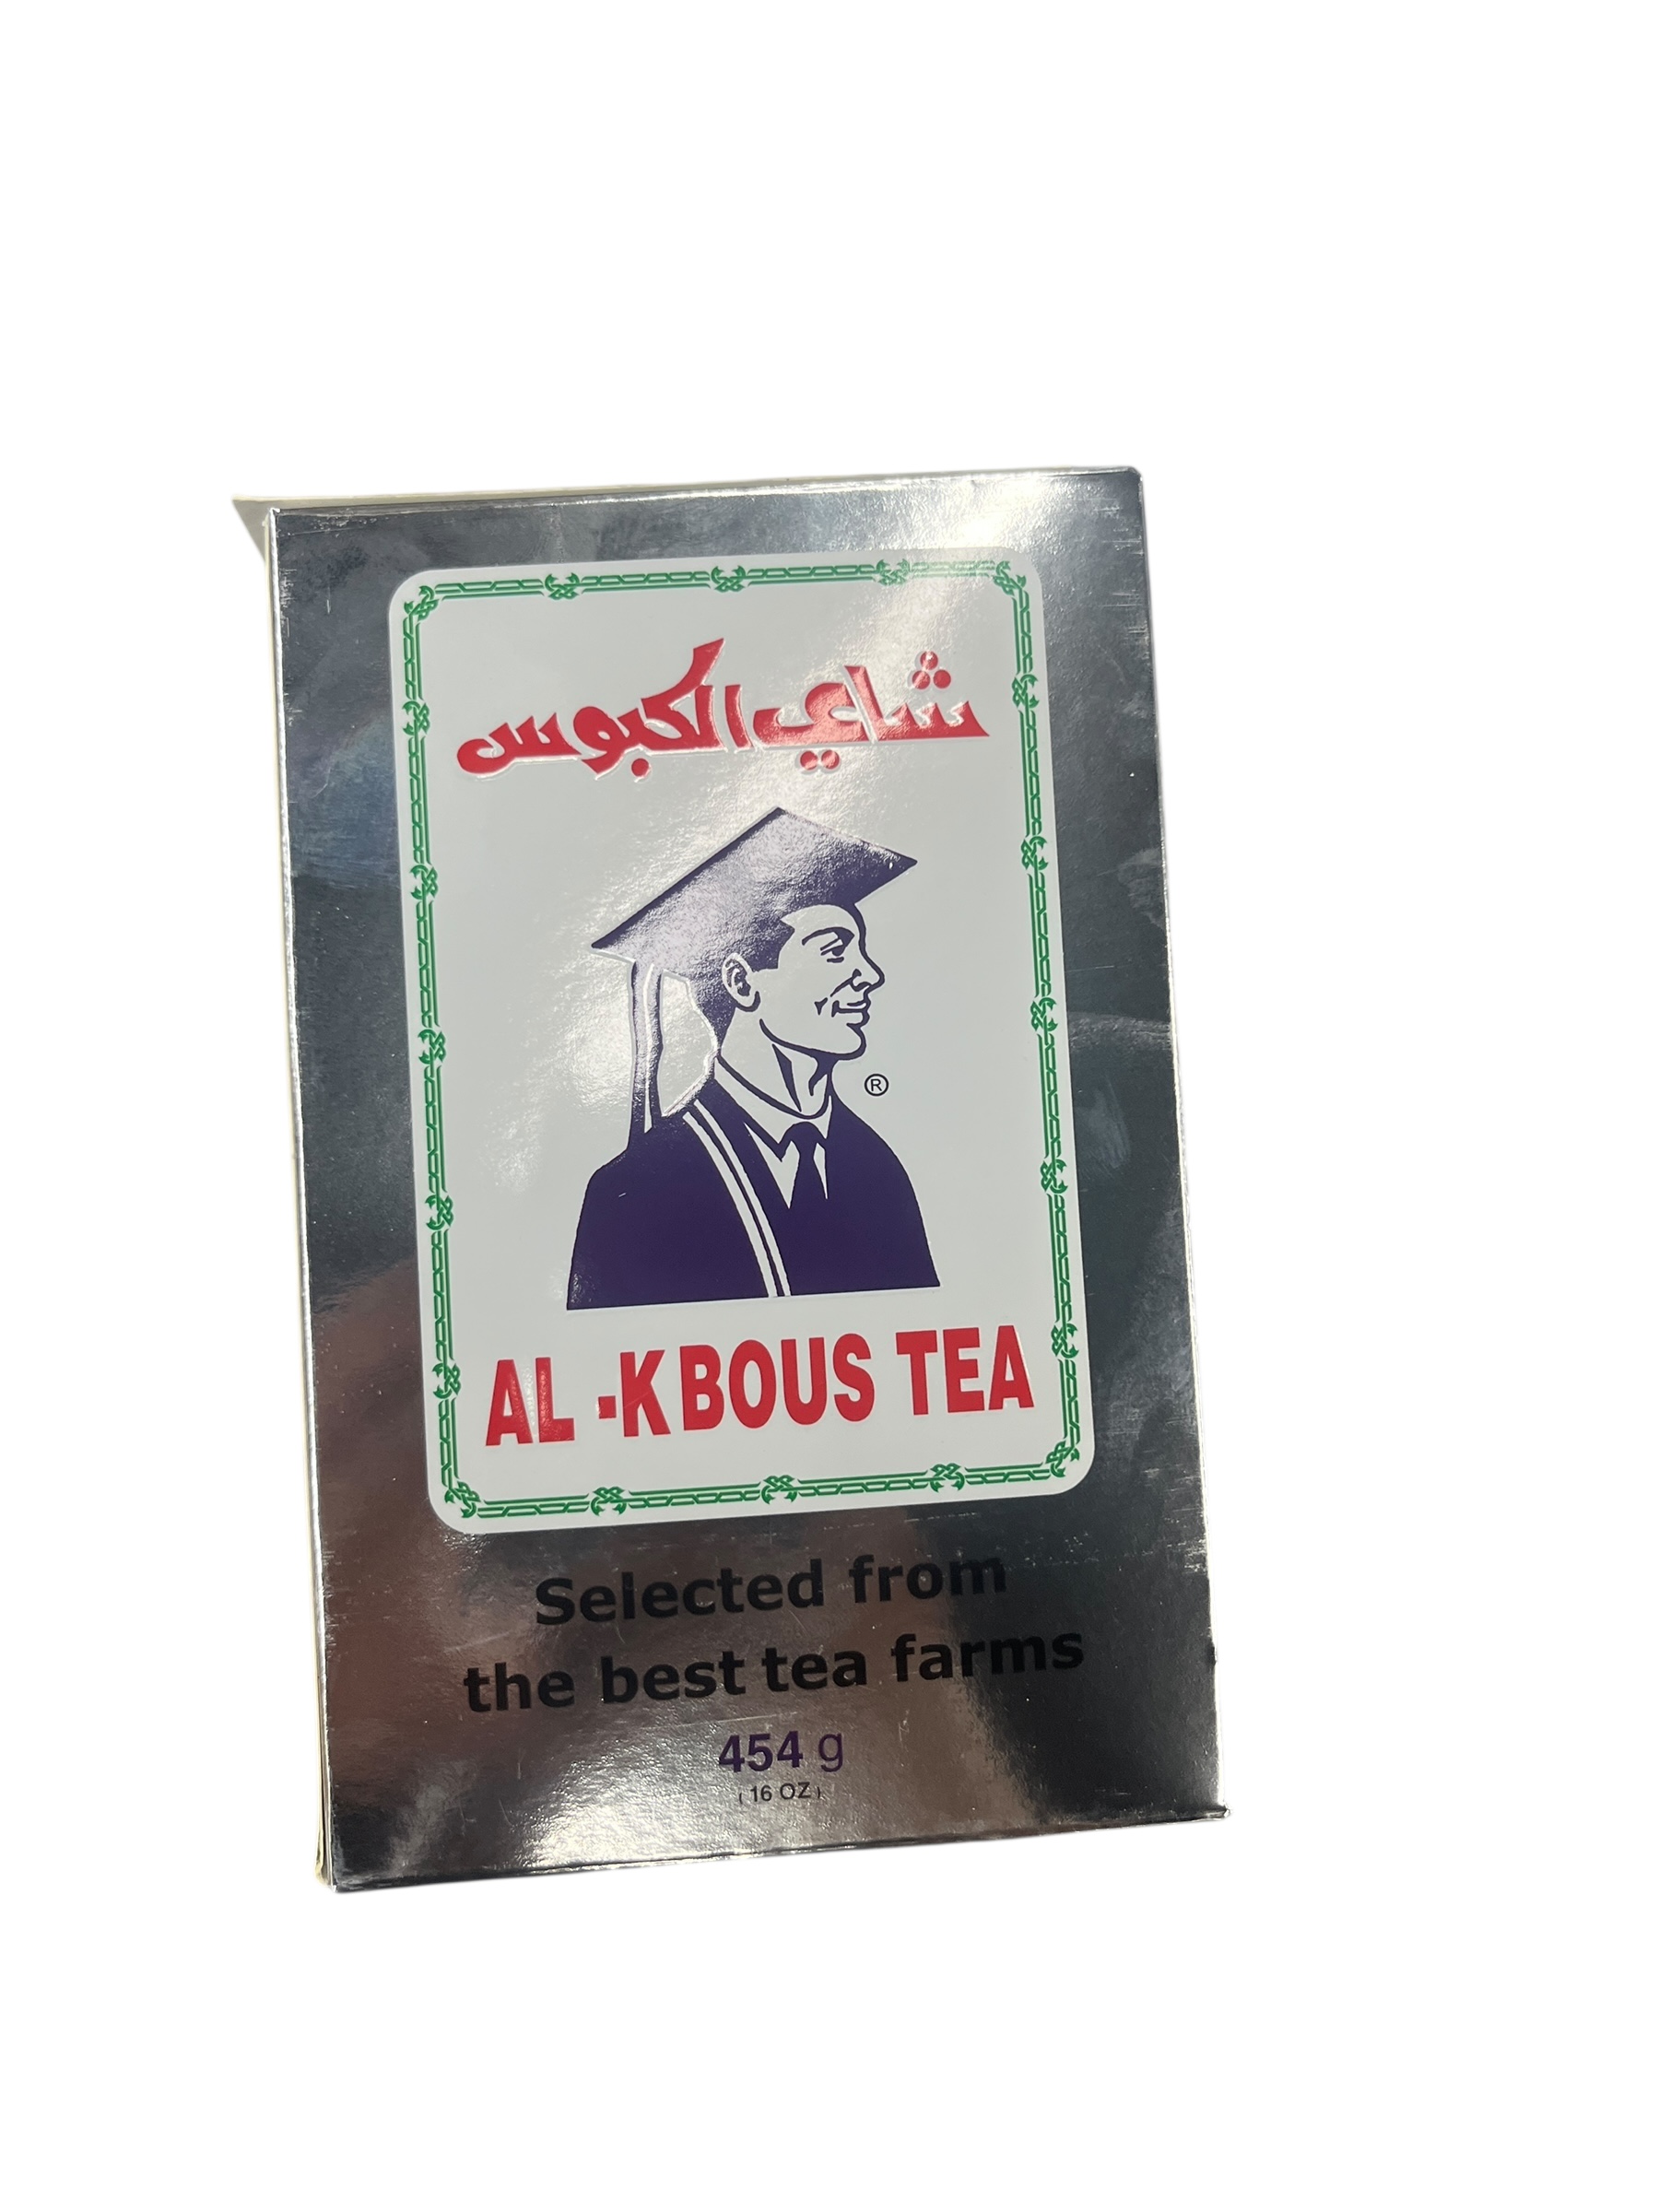 شاي الكبوس
®
AL-KBOUS TEA
Selected from
the best tea farms
454 g
(16 OZ)